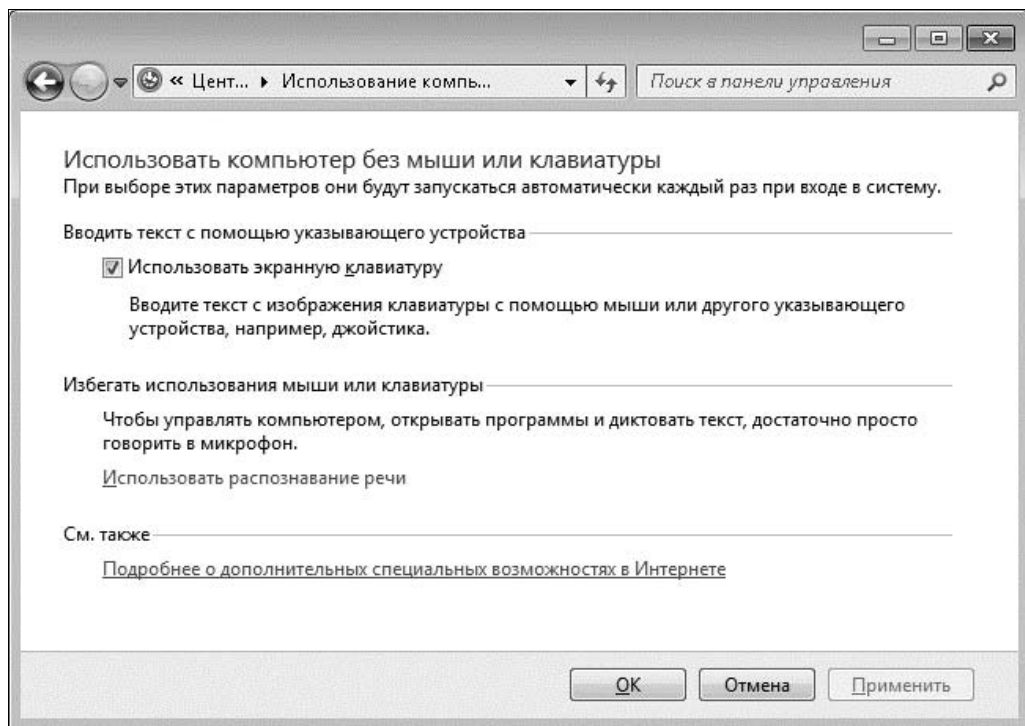 « Цент... ▸ Использование компь...
Поиск в панели управления
Использовать компьютер без мыши или клавиатуры
При выборе этих параметров они будут запускаться автоматически каждый раз при входе в систему.
Вводить текст с помощью указывающего устройства
Использовать экранную клавиатуру
Вводите текст с изображения клавиатуры с помощью мыши или другого указывающего
устройства, например, джойстика.
Избегать использования мыши или клавиатуры
Чтобы управлять компьютером, открывать программы и диктовать текст, достаточно просто
говорить в микрофон.
Использовать распознавание речи
См. также
Подробнее о дополнительных специальных возможностях в Интернете
ОК
Отмена
Применить